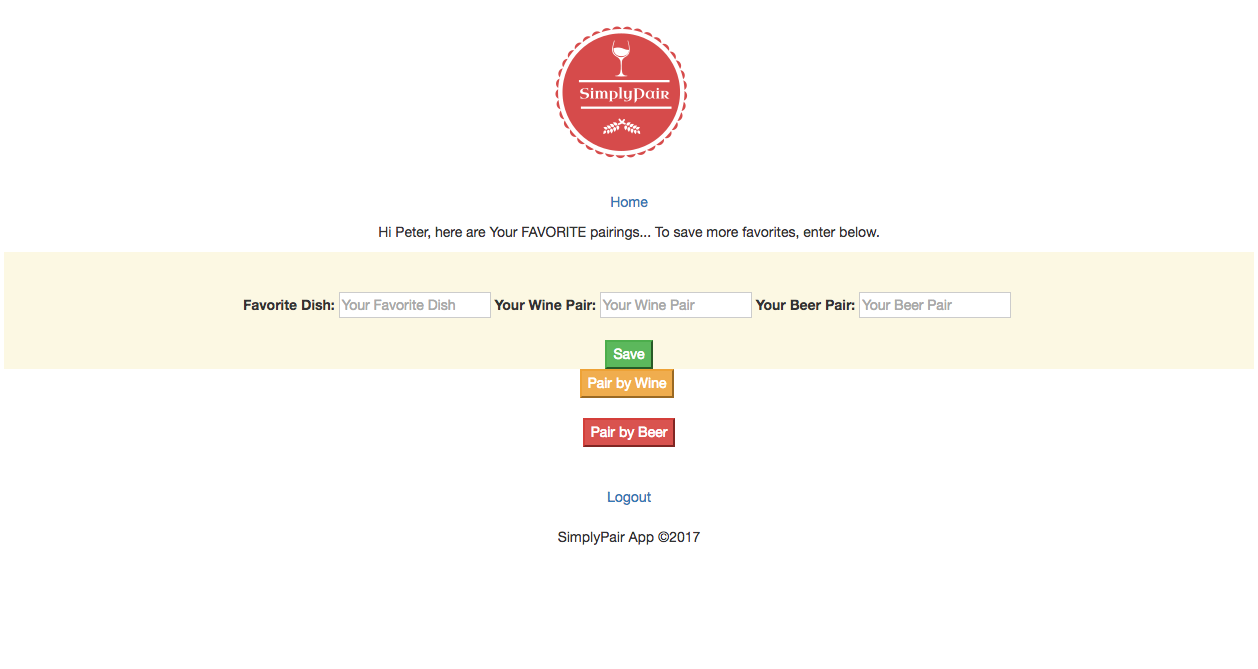 SimplyPair
Home
Hi Peter, here are Your FAVORITE pairings... To save more favorites, enter below.
Favorite Dish: Your Favorite Dish Your Wine Pair: Your Wine Pair Your Beer Pair: Your Beer Pair
Save
Pair by Wine
Pair by Beer
Logout
SimplyPair App ©2017